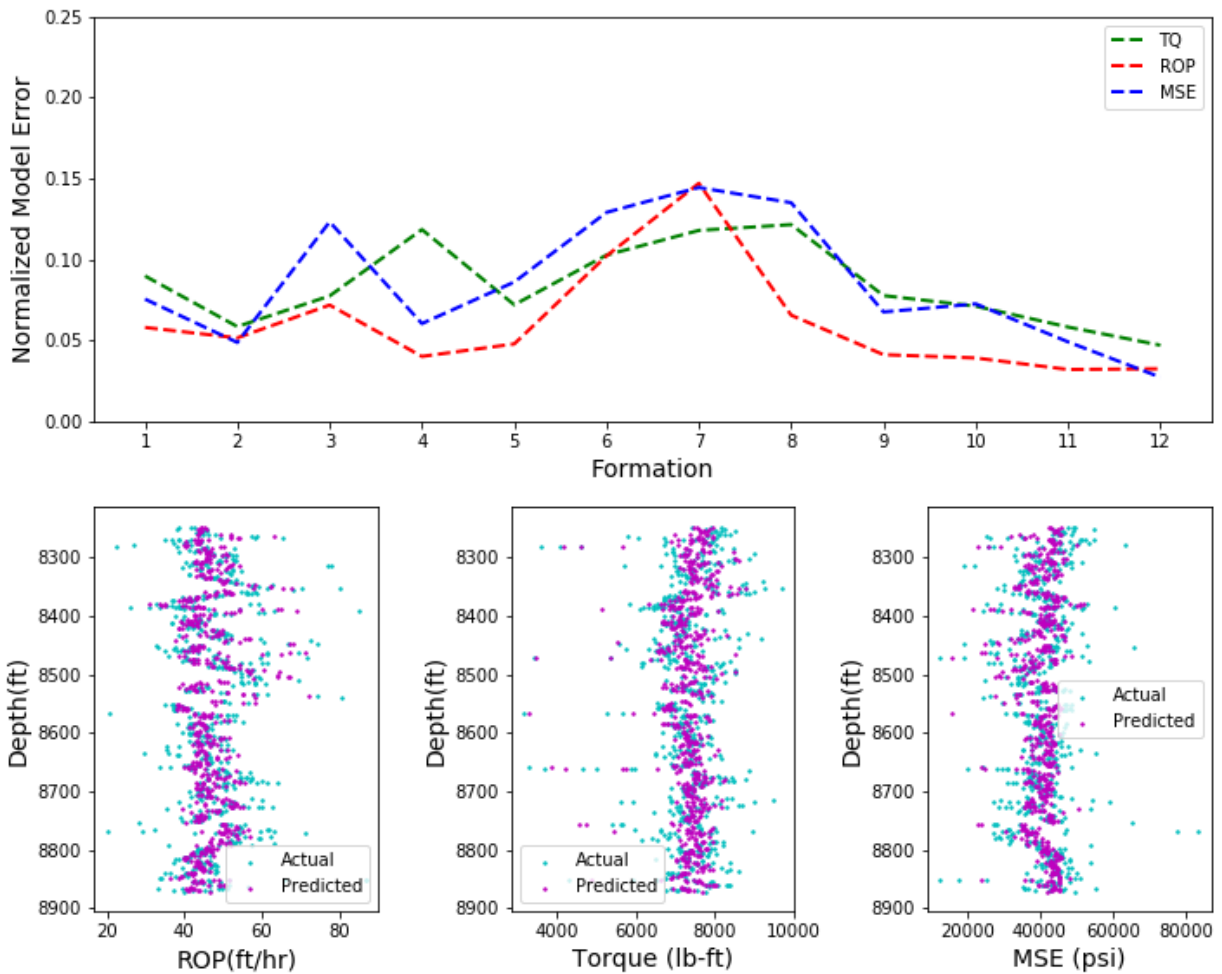 0.25
0.20
0.15
0.10
0.05
0.00
Normalized Model Error
TQ
ROP
MSE
1 2 3 4 5 6 7 8 9 10 11 12
Formation
8300
8400
8500
8600
8700
8800
8900
Depth(ft)
Actual
Predicted
20 40 60 80
ROP(ft/hr)
8300
8400
8500
8600
8700
8800
8900
Depth(ft)
Actual
Predicted
4000 6000 8000 10000
Torque (lb-ft)
8300
8400
8500
8600
8700
8800
8900
Depth(ft)
Actual
Predicted
20000 40000 60000 80000
MSE (psi)